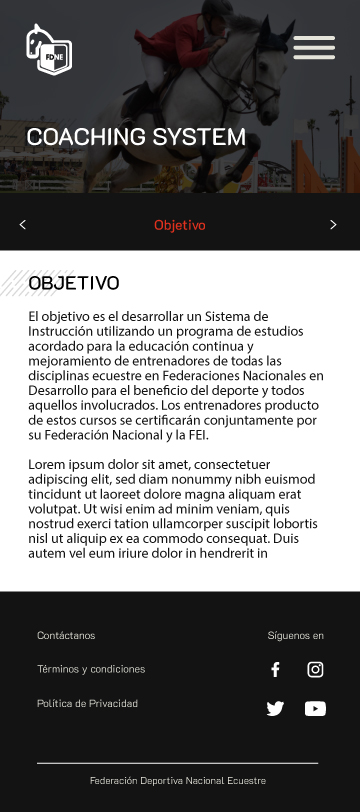 FDNE
COACHING SYSTEM
Objetivo
OBJETIVO
El objetivo es el desarrollar un Sistema de
Instrucción utilizando un programa de estudios
acordado para la educación continua y
mejoramiento de entrenadores de todas las
disciplinas ecuestre en Federaciones Nacionales en
Desarrollo para el beneficio del deporte y todos
aquellos involucrados. Los entrenadores producto
de estos cursos se certificarán conjuntamente por
su Federación Nacional y la FEI.
Lorem ipsum dolor sit amet, consectetuer
adipiscing elit, sed diam nonummy nibh euismod
tincidunt ut laoreet dolore magna aliquam erat
volutpat. Ut wisi enim ad minim veniam, quis
nostrud exerci tation ullamcorper suscipit lobortis
nisl ut aliquip ex ea commodo consequat. Duis
autem vel eum iriure dolor in hendrerit in
Contáctanos
Síguenos en
Términos y condiciones
Política de Privacidad
Federación Deportiva Nacional Ecuestre